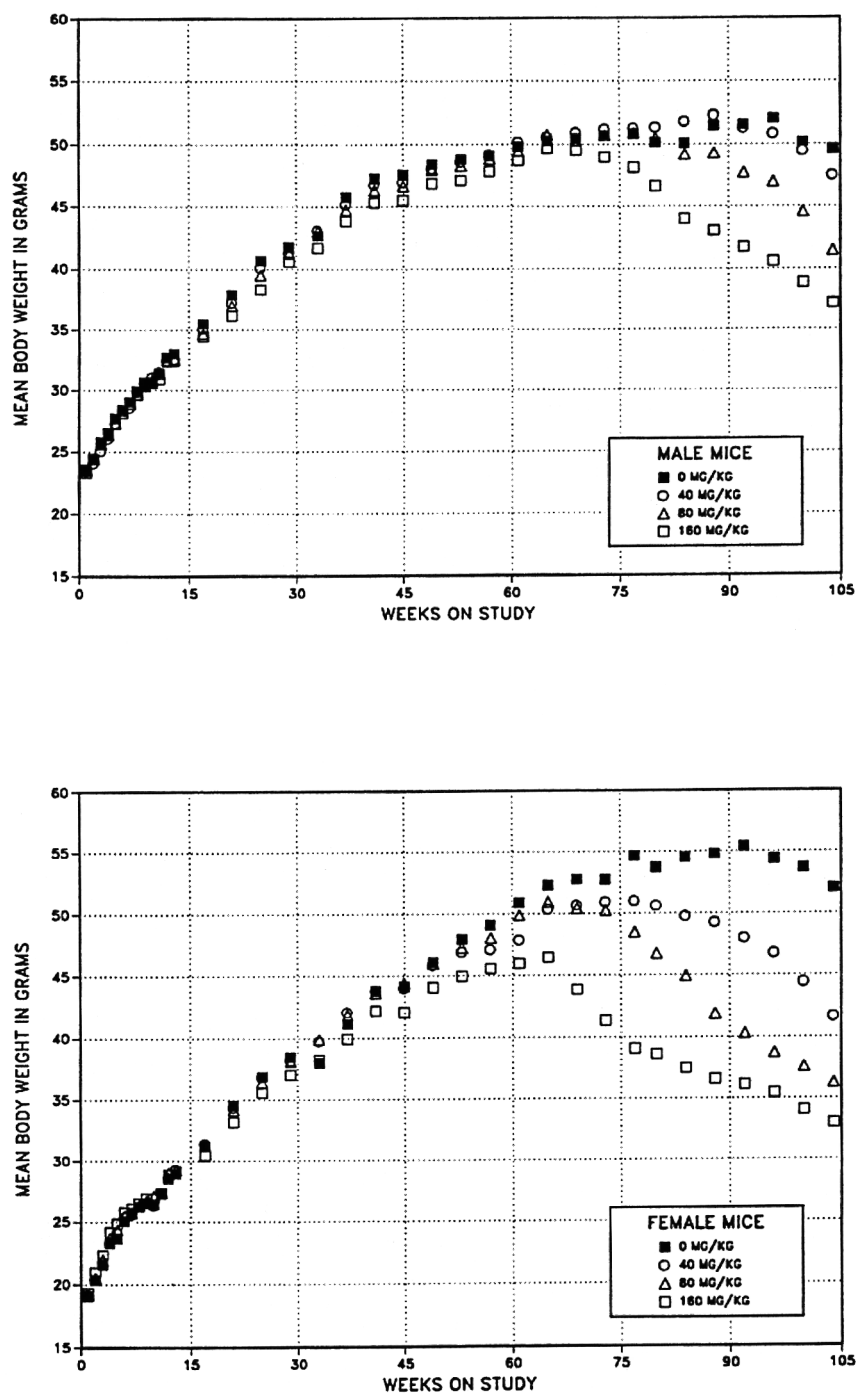 60
55
50
45
40
35
30
25
20
15
MEAN BODY WEIGHT IN GRAMS
MALE MICE
0 MG/KG
40 MG/KG
80 MG/KG
160 MG/KG
0 15 30 45 60 75 90 105
WEEKS ON STUDY
60
55
50
45
40
35
30
25
20
15
MEAN BODY WEIGHT IN GRAMS
FEMALE MICE
0 MG/KG
40 MG/KG
80 MG/KG
160 MG/KG
0 15 30 45 60 75 90 105
WEEKS ON STUDY